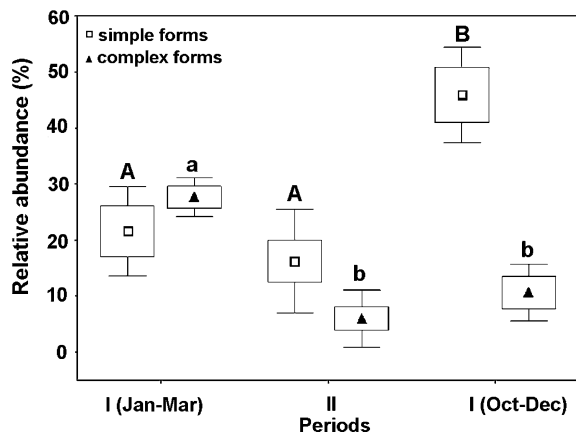 60
simple forms
complex forms
B
50
40
Relative abundance (%)
A
a
30
A
20
b
b
10
0
I (Jan-Mar)
II
I (Oct-Dec)
Periods